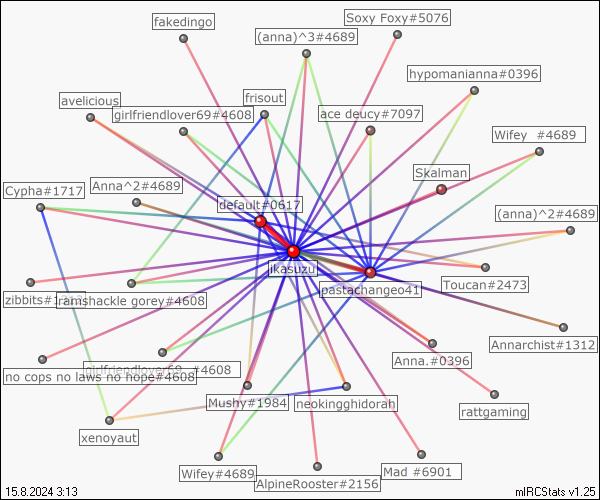 fakedingo
Soxy Foxy#5076
(anna)^3#4689
hypomanianna#0396
avelicious
frisout
girlfriendlover69#4608
ace deucy#7097
Wifey #4689
Skalman
Cypha#1717
Anna^2#4689
default#0617
(anna)^2#4689
ikasuzu
pastachangeo41
Toucan#2473
ramshackle gorey#4608
Annarchist#1312
girlfriendlover69 #4608
Anna.#0396
no cops no laws no hope#4608
Mushy#1984
neokingghidorah
rattgaming
xenoyaut
Wifey#4689
AlpineRooster#2156
Mad #6901
15.8.2024 3:13
mIRCStats v1.25